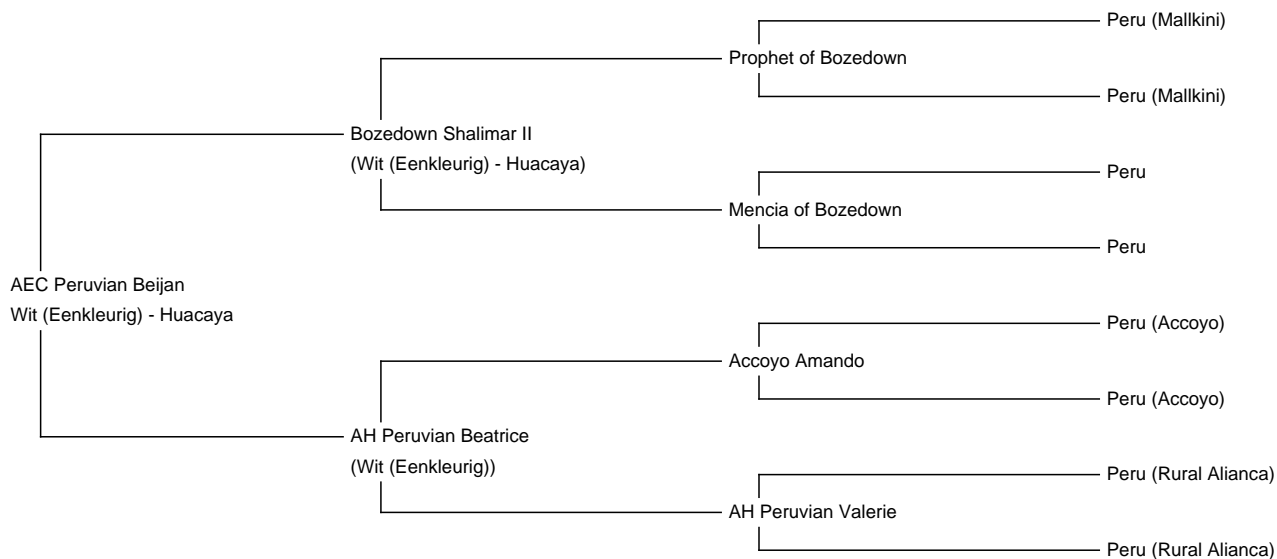 Peru (Mallkini)
Prophet of Bozedown
Peru (Mallkini)
Bozedown Shalimar II
(Wit (Eenkleurig) - Huacaya)
Peru
Mencia of Bozedown
Peru
AEC Peruvian Beijan
Wit (Eenkleurig) - Huacaya
Peru (Accoyo)
Accoyo Amando
Peru (Accoyo)
AH Peruvian Beatrice
(Wit (Eenkleurig))
Peru (Rural Alianca)
AH Peruvian Valerie
Peru (Rural Alianca)